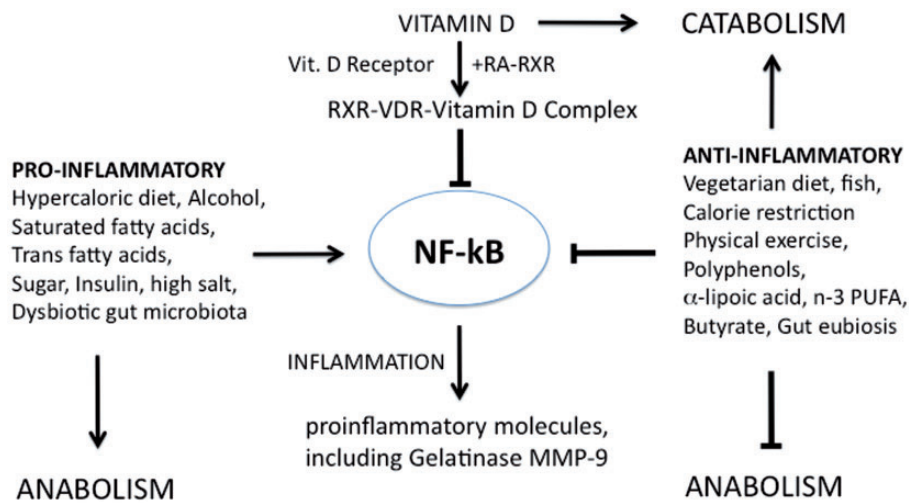 VITAMIN D
CATABOLISM
Vit. D Receptor
+RA-RXR
RXR-VDR-Vitamin D Complex
PRO-INFLAMMATORY
Hypercaloric diet, Alcohol,
Saturated fatty acids,
Trans fatty acids,
Sugar, Insulin, high salt,
Dysbiotic gut microbiota
NF-kB
ANTI-INFLAMMATORY
Vegetarian diet, fish,
Calorie restriction
Physical exercise,
Polyphenols,
α-lipoic acid, n-3 PUFA,
Butyrate, Gut eubiosis
INFLAMMATION
proinflammatory molecules,
including Gelatinase MMP-9
ANABOLISM
ANABOLISM